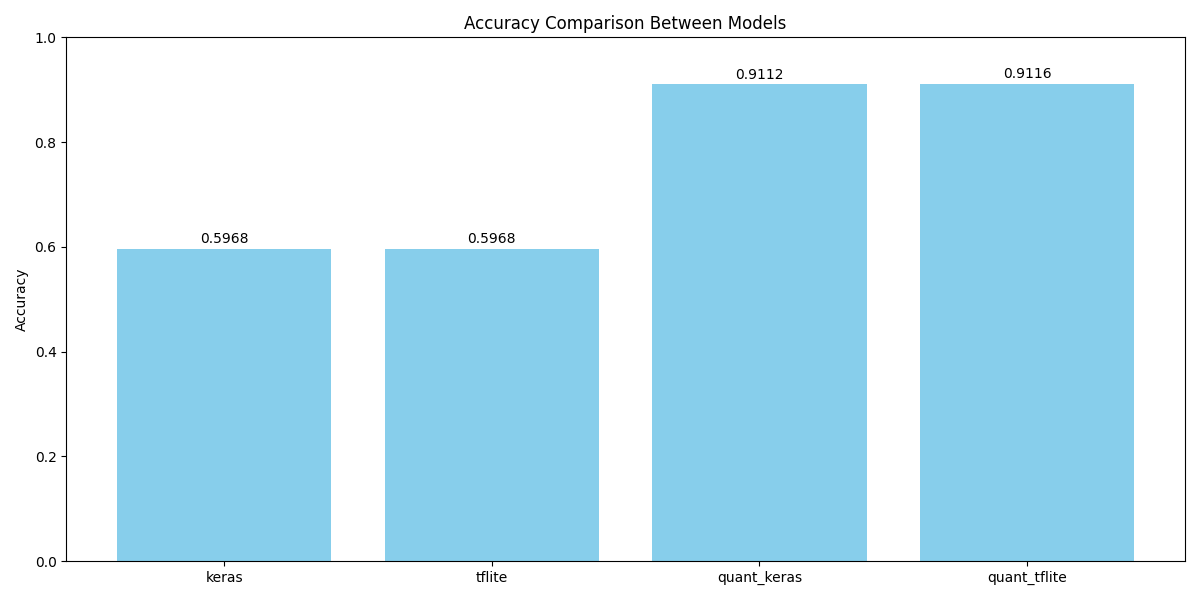 Accuracy Comparison Between Models
Accuracy
1.0
0.8
0.6
0.4
0.2
0.0
0.5968
0.5968
0.9112
0.9116
keras
tflite
quant_keras
quant_tflite